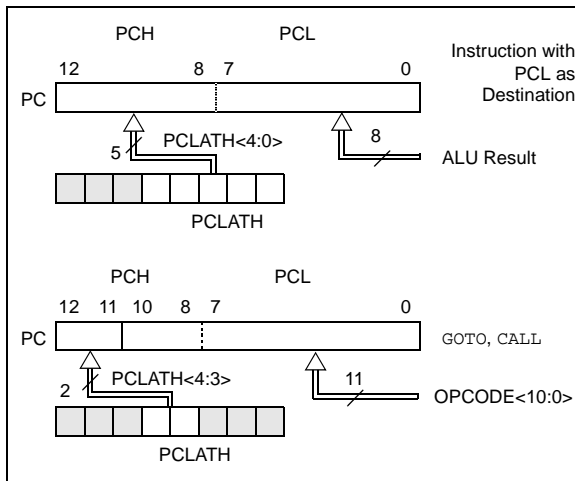 PCH PCL
12 8 7 0
Instruction with
PCL as
Destination
PC
5 PCLATH<4:0>
8
ALU Result
PCLATH
PCH PCL
12 11 10 8 7 0
PC
GOTO, CALL
2 PCLATH<4:3>
11
OPCODE<10:0>
PCLATH